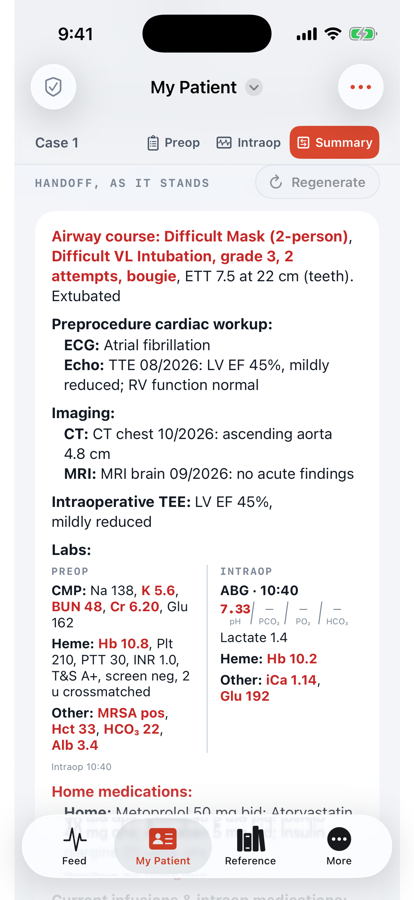 9:41
My Patient
Case 1
Preop
Intraop
Summary
HANDOFF, AS IT STANDS
Regenerate
Airway course: Difficult Mask (2-person),
Difficult VL Intubation, grade 3, 2
attempts, bougie, ETT 7.5 at 22 cm (teeth).
Extubated
Preprocedure cardiac workup:
ECG: Atrial fibrillation
Echo: TTE 08/2026: LV EF 45%, mildly
reduced; RV function normal
Imaging:
CT: CT chest 10/2026: ascending aorta
4.8 cm
MRI: MRI brain 09/2026: no acute findings
Intraoperative TEE: LV EF 45%,
mildly reduced
Labs:
PREOP
CMP: Na 138, K 5.6,
BUN 48, Cr 6.20, Glu
162
Heme: Hb 10.8, Plt
210, PTT 30, INR 1.0,
T&S A+, screen neg, 2
u crossmatched
Other: MRSA pos,
Hct 33, HCO₃ 22,
Alb 3.4
INTRAOP
ABG · 10:40
7.33/ – / – / –
pH PCO₂ PO₂ HCO₃
Lactate 1.4
Heme: Hb 10.2
Other: iCa 1.14,
Glu 192
Intraop 10:40
Home medications:
Home: Metoprolol 50 mg bid; Atorvastatin
Feed
My Patient
Reference
More
Current infusions & intraop medications: